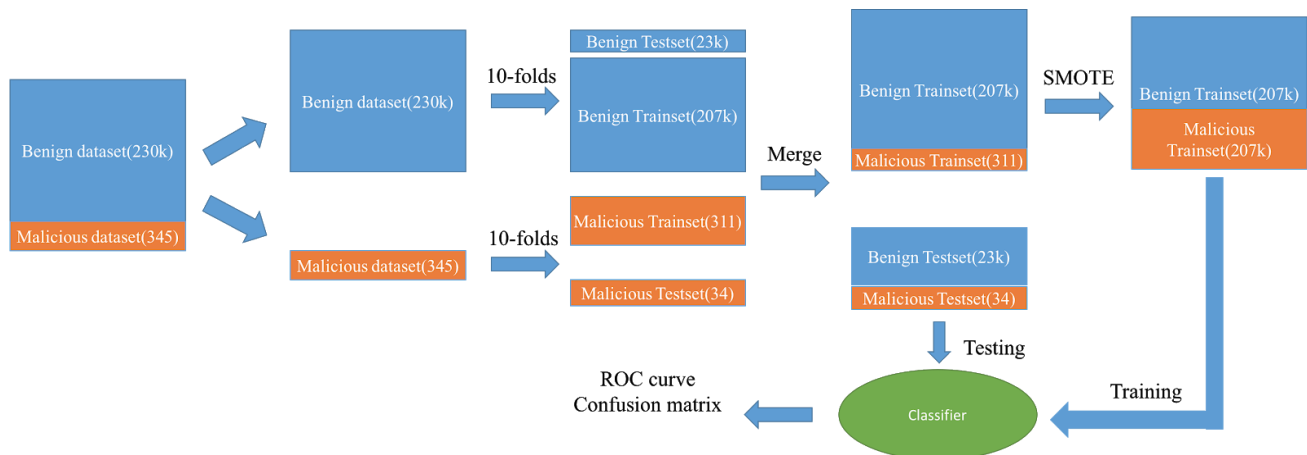 Benign dataset(230k)
Malicious dataset(345)
Benign dataset(230k)
Malicious dataset(345)
10-folds
10-folds
Benign Testset(23k)
Benign Trainset(207k)
Malicious Trainset(311)
Malicious Testset(34)
Merge
Benign Trainset(207k)
Malicious Trainset(311)
SMOTE
Benign Trainset(207k)
Malicious
Trainset(207k)
Benign Testset(23k)
Malicious Testset(34)
Testing
Training
Classifier
ROC curve
Confusion matrix